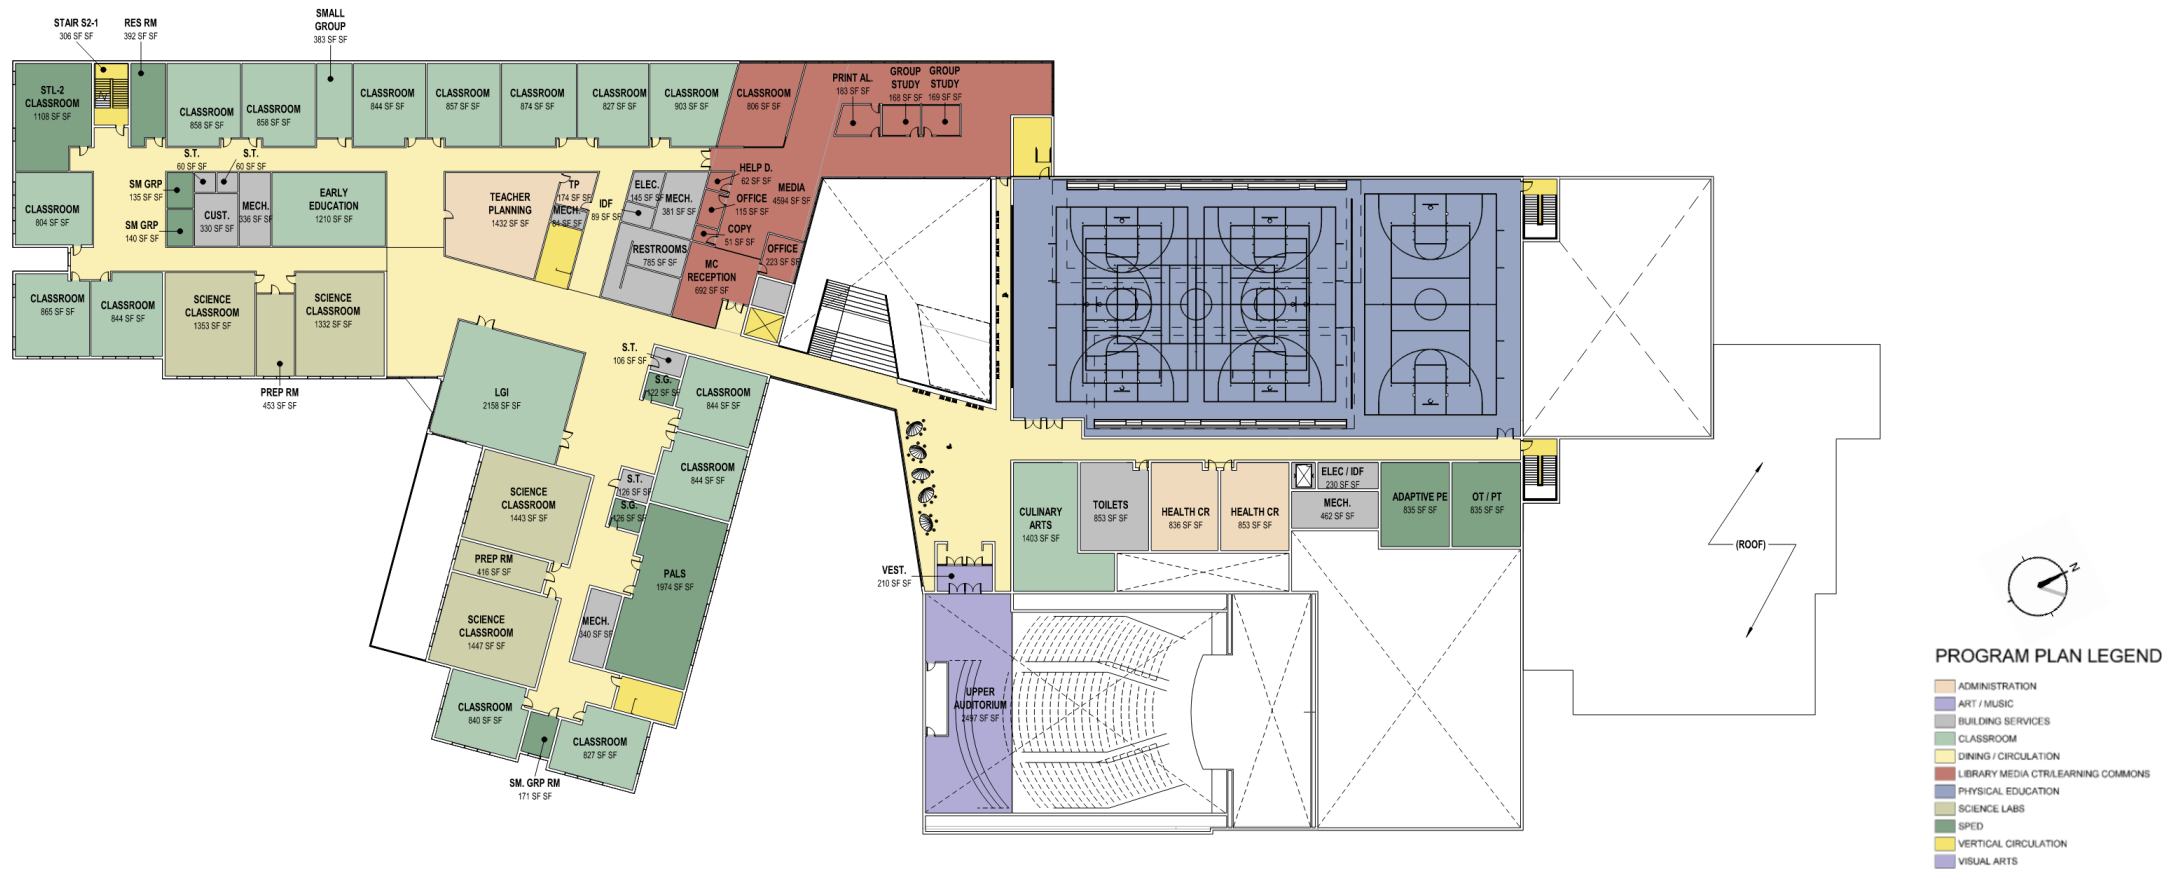 STAIR S2-1
306 SF SF
RES RM
392 SF SF
SMALL
GROUP
383 SF SF
STL-2
CLASSROOM
1108 SF SF
CLASSROOM
858 SF SF
CLASSROOM
858 SF SF
CLASSROOM
844 SF SF
CLASSROOM
857 SF SF
CLASSROOM
874 SF SF
CLASSROOM
827 SF SF
CLASSROOM
903 SF SF
CLASSROOM
806 SF SF
PRINT AL.
183 SF SF
GROUP
STUDY
168 SF SF
GROUP
STUDY
169 SF SF
S.T.
60 SF SF
S.T.
60 SF SF
SM GRP
135 SF SF
SM GRP
140 SF SF
CUST.
330 SF SF
MECH.
336 SF SF
EARLY
EDUCATION
1210 SF SF
CLASSROOM
804 SF SF
TEACHER
PLANNING
1432 SF SF
TP
174 SF SF
MECH.
84 SF SF
IDF
89 SF SF
ELEC.
145 SF SF
MECH.
381 SF SF
RESTROOMS
785 SF SF
HELP D.
62 SF SF
MEDIA
4594 SF SF
OFFICE
115 SF SF
COPY
51 SF SF
OFFICE
223 SF SF
MC
RECEPTION
692 SF SF
CLASSROOM
865 SF SF
CLASSROOM
844 SF SF
SCIENCE
CLASSROOM
1353 SF SF
PREP RM
453 SF SF
SCIENCE
CLASSROOM
1332 SF SF
LGI
2158 SF SF
S.T.
106 SF SF
S.G.
122 SF SF
CLASSROOM
844 SF SF
CLASSROOM
844 SF SF
SCIENCE
CLASSROOM
1443 SF SF
S.T.
126 SF SF
S.G.
126 SF SF
PREP RM
416 SF SF
PALS
1974 SF SF
SCIENCE
CLASSROOM
1447 SF SF
MECH.
340 SF SF
CLASSROOM
840 SF SF
CLASSROOM
827 SF SF
SM. GRP RM
171 SF SF
CULINARY
ARTS
1403 SF SF
TOILETS
853 SF SF
HEALTH CR
836 SF SF
HEALTH CR
853 SF SF
ELEC / IDF
230 SF SF
MECH.
462 SF SF
ADAPTIVE PE
835 SF SF
OT / PT
835 SF SF
VEST.
210 SF SF
UPPER
AUDITORIUM
2497 SF SF
(ROOF)
N
PROGRAM PLAN LEGEND
ADMINISTRATION
ART / MUSIC
BUILDING SERVICES
CLASSROOM
DINING / CIRCULATION
LIBRARY MEDIA CTR/LEARNING COMMONS
PHYSICAL EDUCATION
SCIENCE LABS
SPED
VERTICAL CIRCULATION
VISUAL ARTS